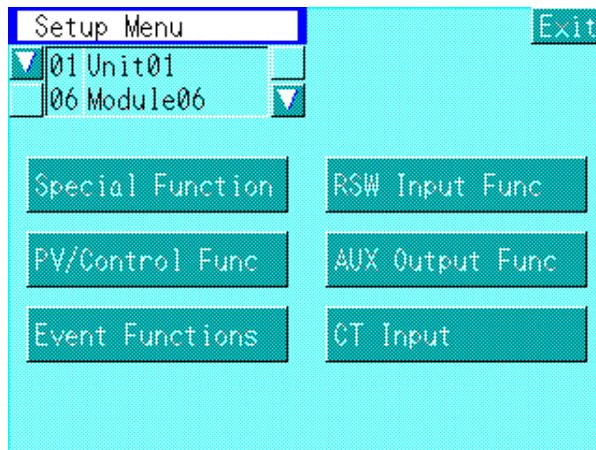 Setup Menu Exit
01 Unit01
06 Module06
Special Function RSW Input Func
PV/Control Func AUX Output Func
Event Functions CT Input